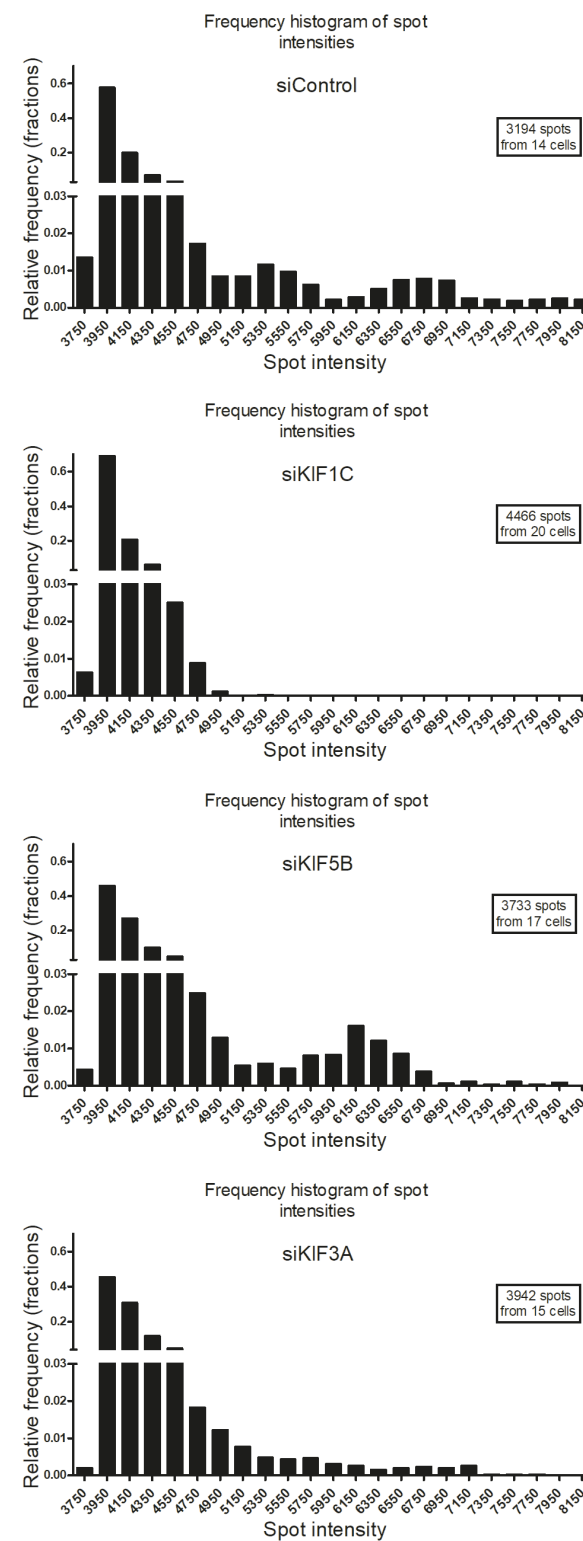 Frequency histogram of spot
intensities
siControl
Relative frequency (fractions)
0.6
0.4
0.2
3194 spots
from 14 cells
0.03
0.02
0.01
0.00
3750 3950 4150 4350 4550 4750 4950 5150 5350 5550 5750 5950 6150 6350 6550 6750 6950 7150 7350 7550 7750 7950 8150
Spot intensity
Frequency histogram of spot
intensities
siKIF1C
Relative frequency (fractions)
0.6
0.4
0.2
4466 spots
from 20 cells
0.03
0.02
0.01
0.00
3750 3950 4150 4350 4550 4750 4950 5150 5350 5550 5750 5950 6150 6350 6550 6750 6950 7150 7350 7550 7750 7950 8150
Spot intensity
Frequency histogram of spot
intensities
siKIF5B
Relative frequency (fractions)
0.6
0.4
0.2
3733 spots
from 17 cells
0.03
0.02
0.01
0.00
3750 3950 4150 4350 4550 4750 4950 5150 5350 5550 5750 5950 6150 6350 6550 6750 6950 7150 7350 7550 7750 7950 8150
Spot intensity
Frequency histogram of spot
intensities
siKIF3A
Relative frequency (fractions)
0.6
0.4
0.2
3942 spots
from 15 cells
0.03
0.02
0.01
0.00
3750 3950 4150 4350 4550 4750 4950 5150 5350 5550 5750 5950 6150 6350 6550 6750 6950 7150 7350 7550 7750 7950 8150
Spot intensity